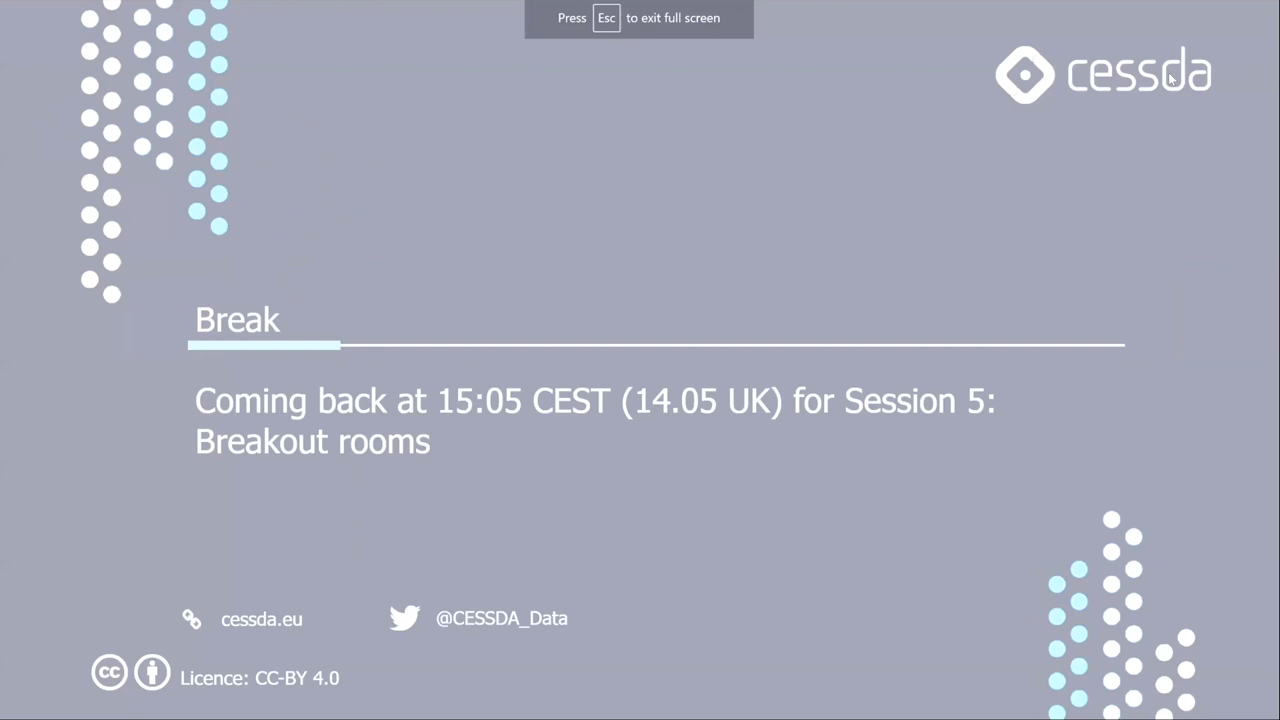 Press Esc to exit full screen
cessda
Break
Coming back at 15:05 CEST (14.05 UK) for Session 5:
Breakout rooms
cessda.eu
@CESSDA_Data
cc
Licence: CC-BY 4.0